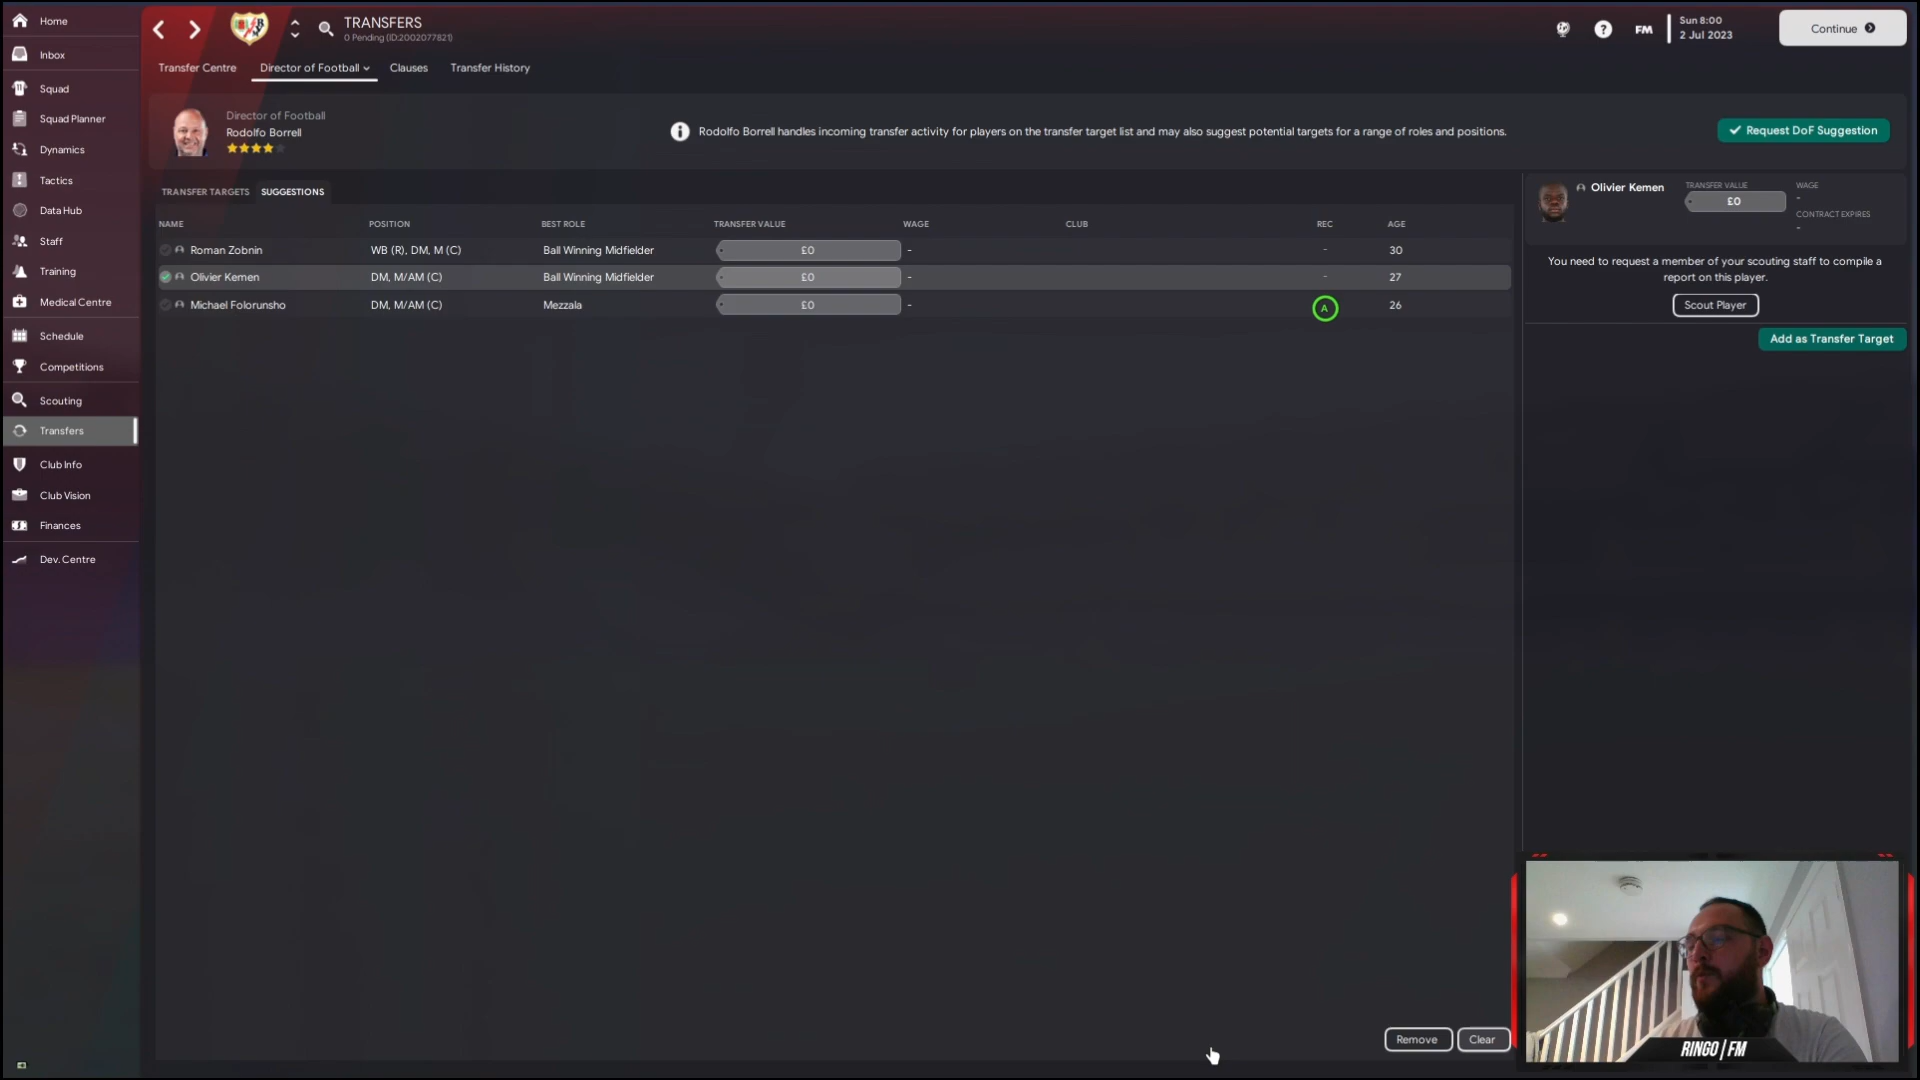 Home
Inbox
Squad
Squad Planner
Dynamics
Tactics
Data Hub
Staff
Training
Medical Centre
Schedule
Competitions
Scouting
Transfers
Club Info
Club Vision
Finances
Dev. Centre
TRANSFERS
0 Pending (ID:2002077821)
? FM Sun 8:00
2 Jul 2023
Continue
Transfer Centre Director of Football Clauses Transfer History
Director of Football
Rodolfo Borrell
Rodolfo Borrell handles incoming transfer activity for players on the transfer target list and may also suggest potential targets for a range of roles and positions.
Request DoF Suggestion
TRANSFER TARGETS SUGGESTIONS
NAME POSITION BEST ROLE TRANSFER VALUE WAGE CLUB REC AGE
Roman Zobnin WB (R), DM, M (C) Ball Winning Midfielder £0 - - 30
Olivier Kemen DM, M/AM (C) Ball Winning Midfielder £0 - - 27
Michael Folorunsho DM, M/AM (C) Mezzala £0 - A 26
Olivier Kemen
TRANSFER VALUE
£0
WAGE
-
CONTRACT EXPIRES
-
You need to request a member of your scouting staff to compile a
report on this player.
Scout Player
Add as Transfer Target
Remove Clear
RINGO|FM